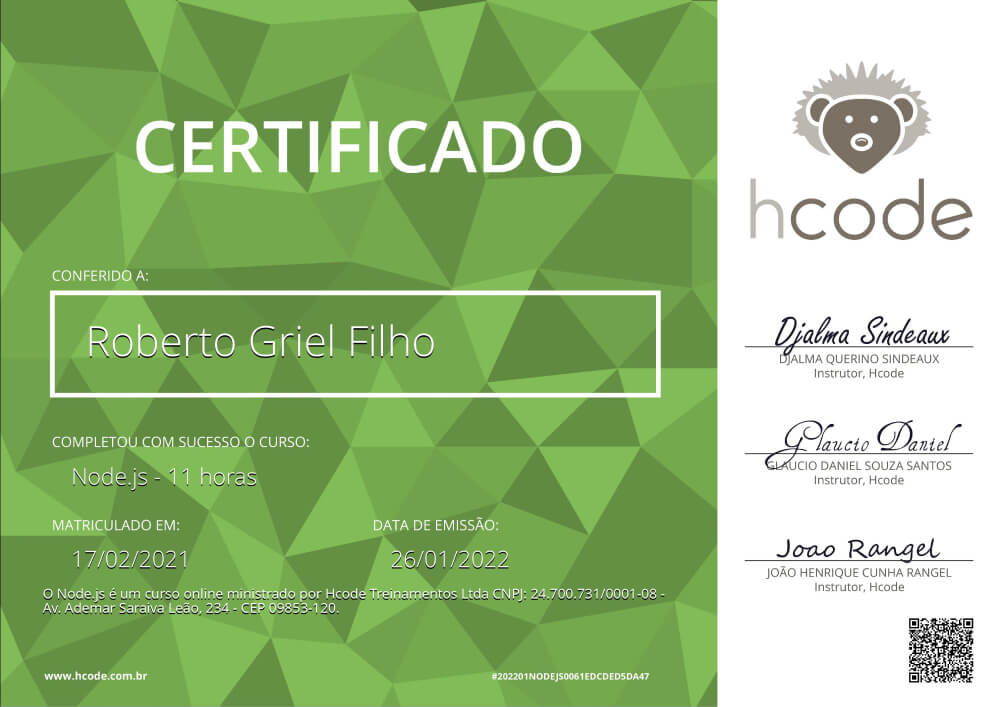 CERTIFICADO
CONFERIDO A:
Roberto Griel Filho
COMPLETOU COM SUCESSO O CURSO:
Node.js - 11 horas
MATRICULADO EM:
17/02/2021
DATA DE EMISSÃO:
26/01/2022
O Node.js é um curso online ministrado por Hcode Treinamentos Ltda CNPJ: 24.700.731/0001-08 -
Av. Ademar Saraiva Leão, 234 - CEP 09853-120.
www.hcode.com.br
#202201NODEJS0061EDCDED5DA47
hcode
Djalma Sindeaux
DJALMA QUERINO SINDEAUX
Instrutor, Hcode
Glaucio Daniel
GLAUCIO DANIEL SOUZA SANTOS
Instrutor, Hcode
Joao Rangel
JOÃO HENRIQUE CUNHA RANGEL
Instrutor, Hcode